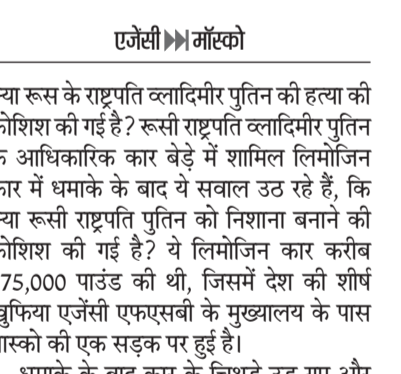 एजेंसी ▶▶ मॉस्को
रूस के राष्ट्रपति व्लादिमीर पुतिन की हत्या की
की गई है? रूसी राष्ट्रपति व्लादिमीर पुतिन
आधिकारिक कार बेड़े में शामिल लिमोजिन
में धमाके के बाद ये सवाल उठ रहे हैं, कि
रूसी राष्ट्रपति पुतिन को निशाना बनाने की
की गई है? ये लिमोजिन कार करीब
75,000 पाउंड की थी, जिसमें देश की शीर्ष
एजेंसी एफएसबी के मुख्यालय के पास
की एक सड़क पर हुई है।